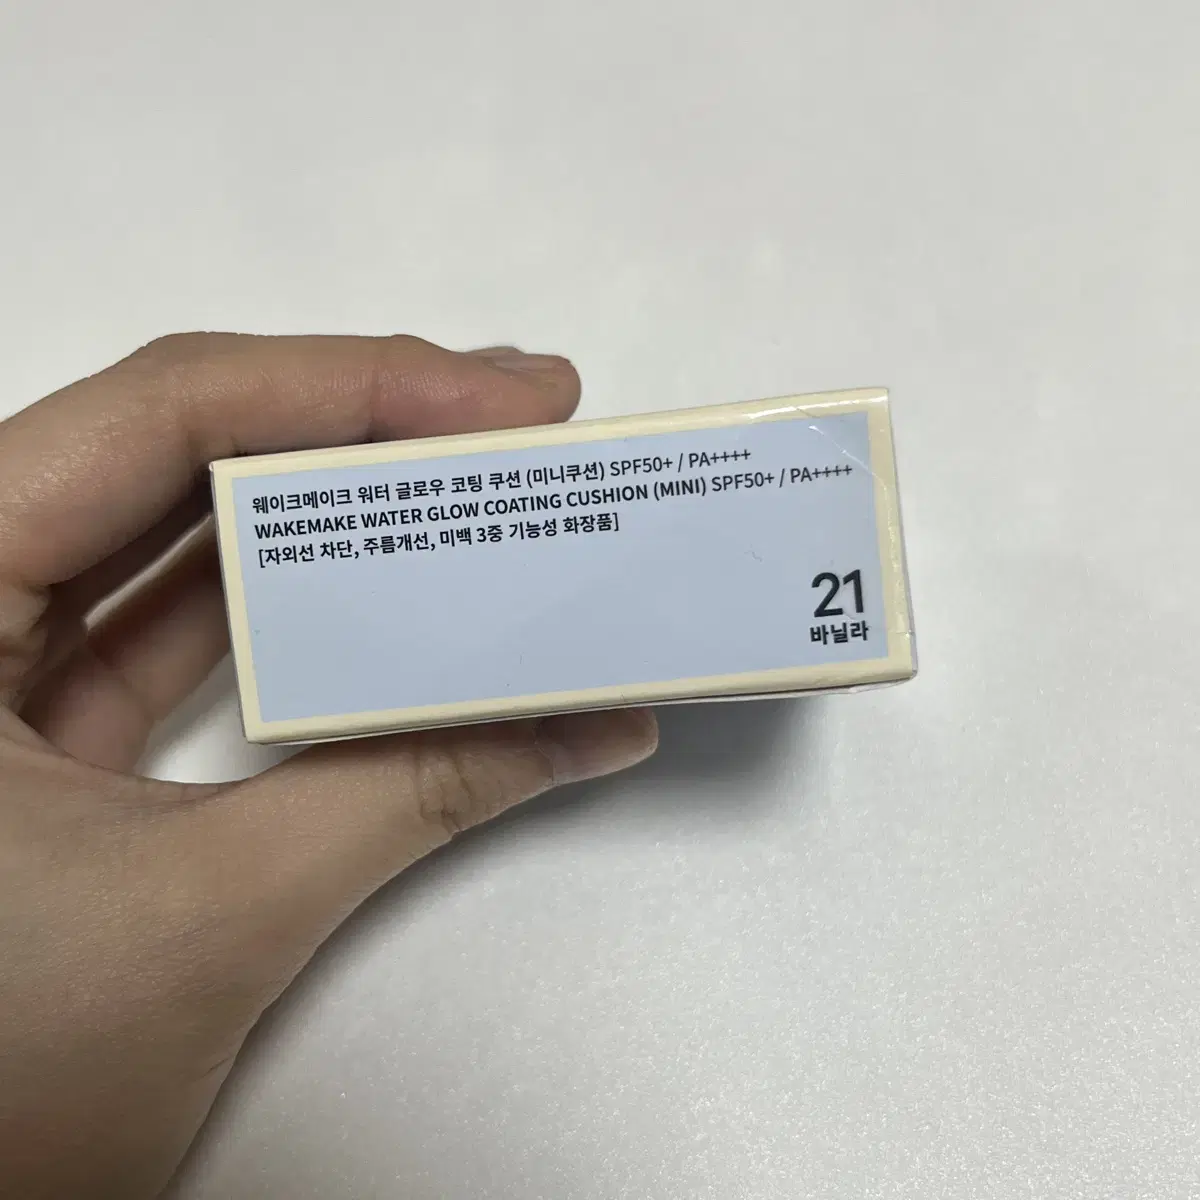 웨이크메이크 워터 글로우 코팅 쿠션 (미니쿠션) SPF50+ / PA++++
WAKEMAKE WATER GLOW COATING CUSHION (MINI) SPF50+ / PA++++
[자외선 차단, 주름개선, 미백 3중 기능성 화장품]
21
바닐라